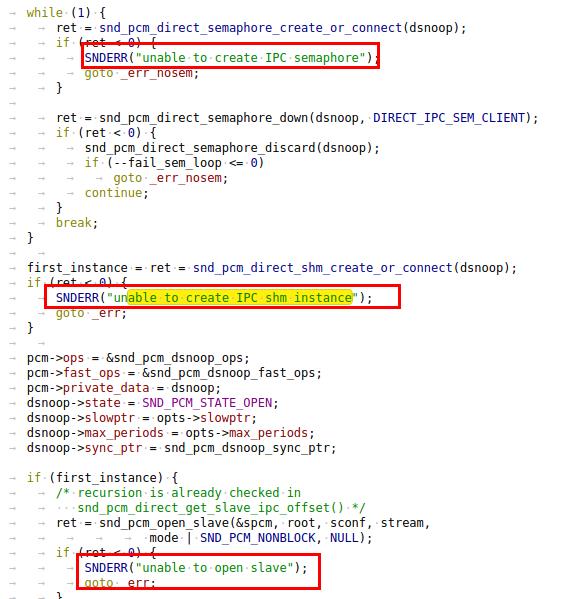 while (1) {
ret = snd_pcm_direct_semaphore_create_or_connect(dsnoop);
if (ret < 0) {
SNDERR("unable to create IPC semaphore");
goto _err_nosem;
}
ret = snd_pcm_direct_semaphore_down(dsnoop, DIRECT_IPC_SEM_CLIENT);
if (ret < 0) {
snd_pcm_direct_semaphore_discard(dsnoop);
if (--fail_sem_loop <= 0)
goto _err_nosem;
continue;
}
break;
}
first_instance = ret = snd_pcm_direct_shm_create_or_connect(dsnoop);
if (ret < 0) {
SNDERR("unable to create IPC shm instance");
goto _err;
}
pcm->ops = &snd_pcm_dsnoop_ops;
pcm->fast_ops = &snd_pcm_dsnoop_fast_ops;
pcm->private_data = dsnoop;
dsnoop->state = SND_PCM_STATE_OPEN;
dsnoop->slowptr = opts->slowptr;
dsnoop->max_periods = opts->max_periods;
dsnoop->sync_ptr = snd_pcm_dsnoop_sync_ptr;
if (first_instance) {
/* recursion is already checked in
snd_pcm_direct_get_slave_ipc_offset() */
ret = snd_pcm_open_slave(&spcm, root, sconf, stream,
mode | SND_PCM_NONBLOCK, NULL);
if (ret < 0) {
SNDERR("unable to open slave");
goto _err;
}